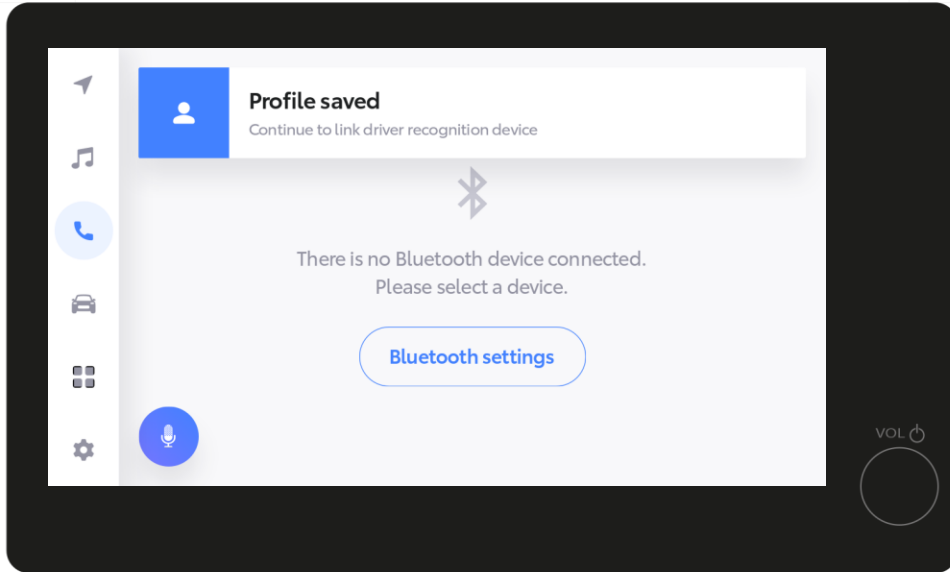 Profile saved
Continue to link driver recognition device
There is no Bluetooth device connected.
Please select a device.
Bluetooth settings
VOL